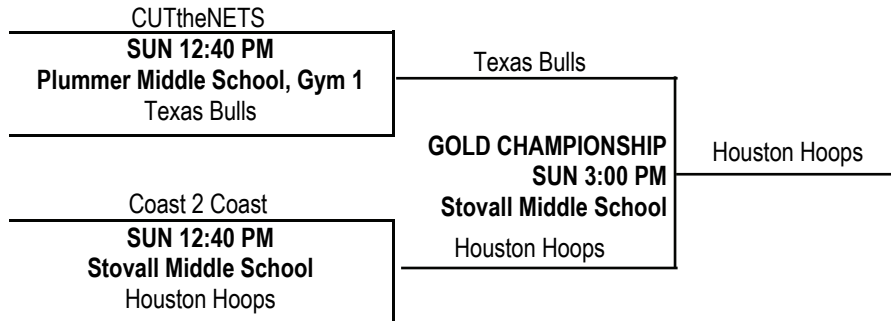 CUTtheNETS
SUN 12:40 PM
Plummer Middle School, Gym 1
Texas Bulls
Texas Bulls
GOLD CHAMPIONSHIP
SUN 3:00 PM
Stovall Middle School
Houston Hoops
Coast 2 Coast
SUN 12:40 PM
Stovall Middle School
Houston Hoops
Houston Hoops